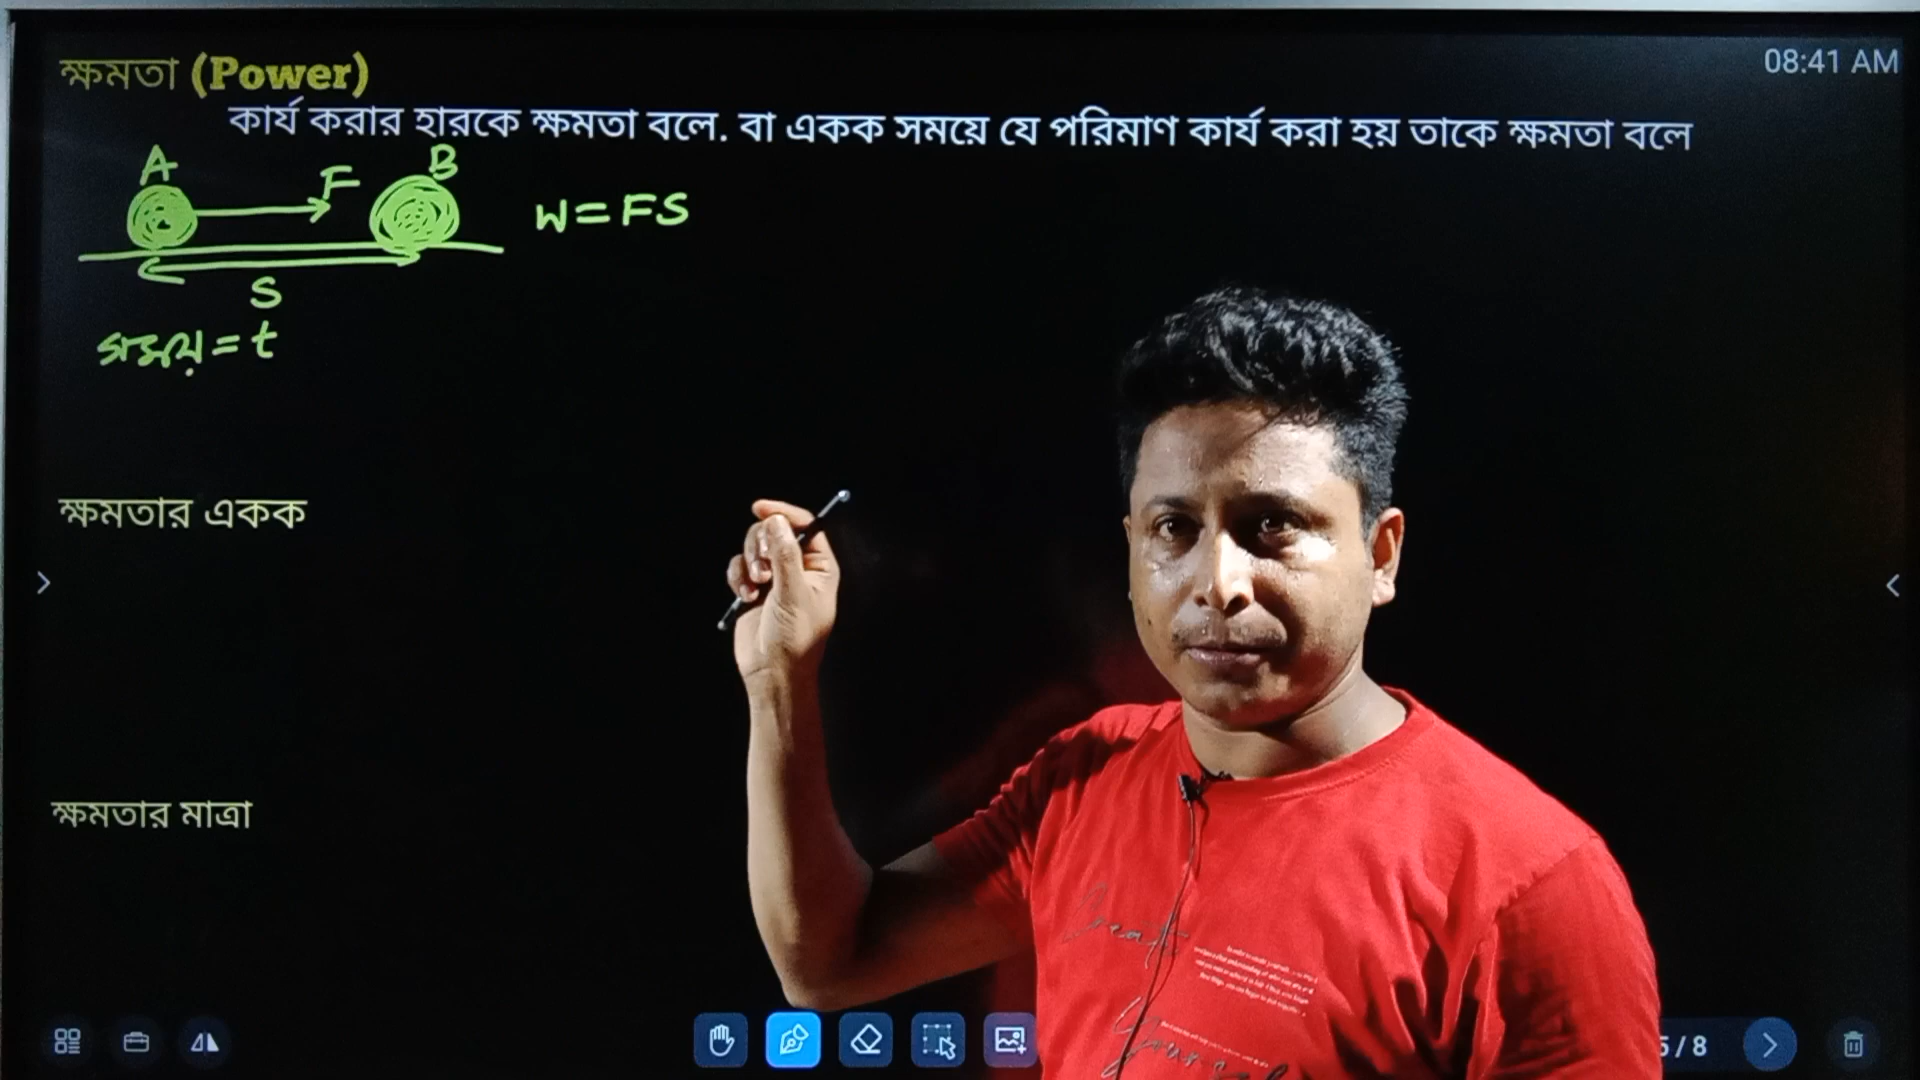 ক্ষমতা (Power)
08:41 AM
কার্য করার হারকে ক্ষমতা বলে. বা একক সময়ে যে পরিমাণ কার্য করা হয় তাকে ক্ষমতা বলে
A F B
W = FS
S
সময় = t
ক্ষমতার একক
ক্ষমতার মাত্রা
5 / 8